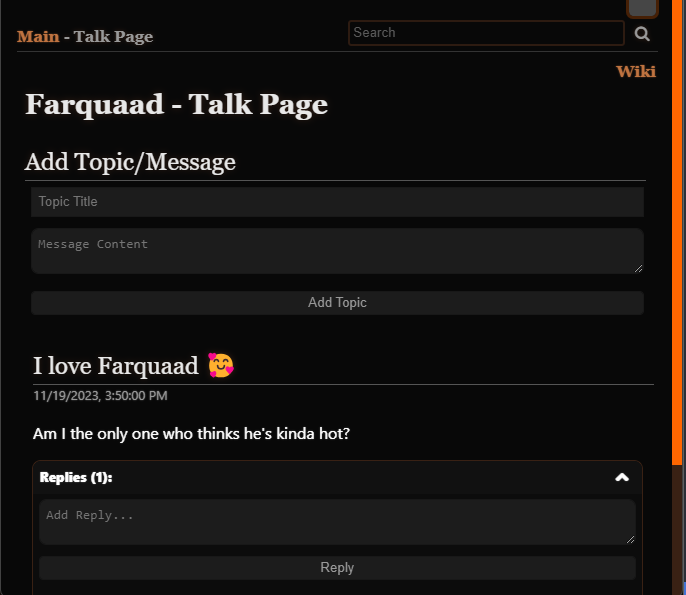 Main - Talk Page
Search
Wiki
Farquaad - Talk Page
Add Topic/Message
Topic Title
Message Content
Add Topic
I love Farquaad 🥰
11/19/2023, 3:50:00 PM
Am I the only one who thinks he's kinda hot?
Replies (1):
Add Reply...
Reply